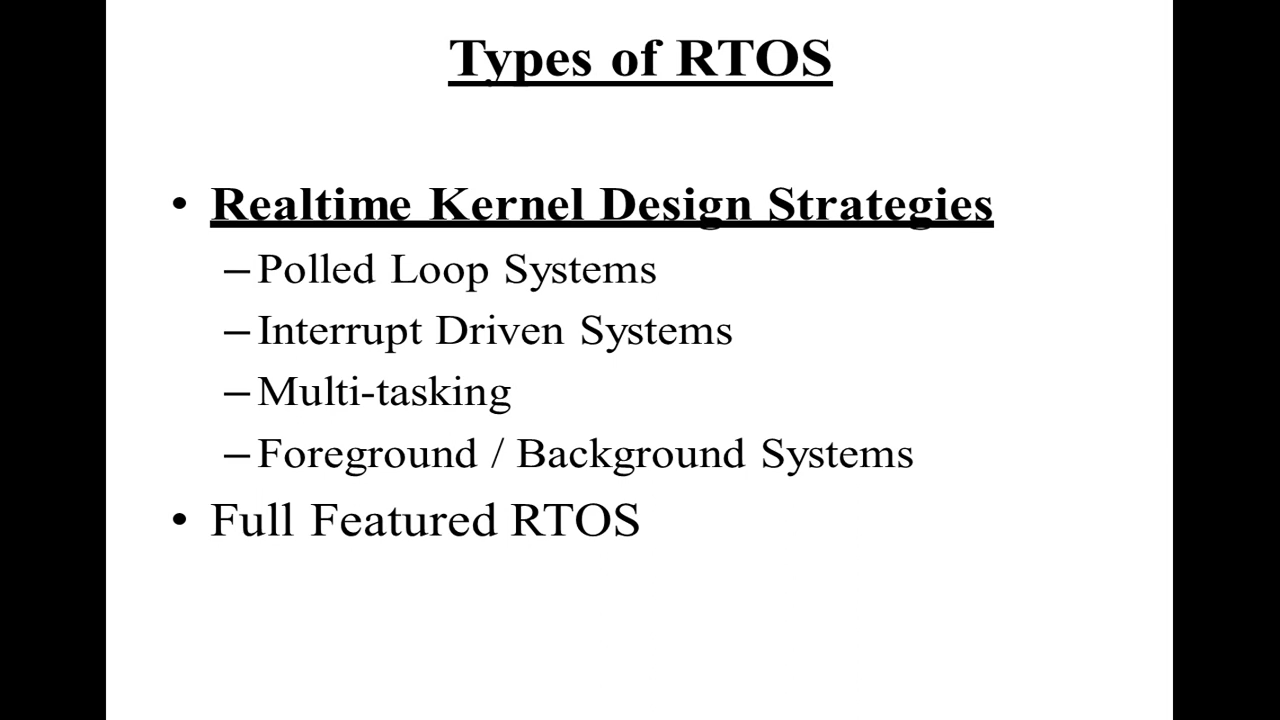 Types of RTOS
• Realtime Kernel Design Strategies
– Polled Loop Systems
– Interrupt Driven Systems
– Multi-tasking
– Foreground / Background Systems
• Full Featured RTOS